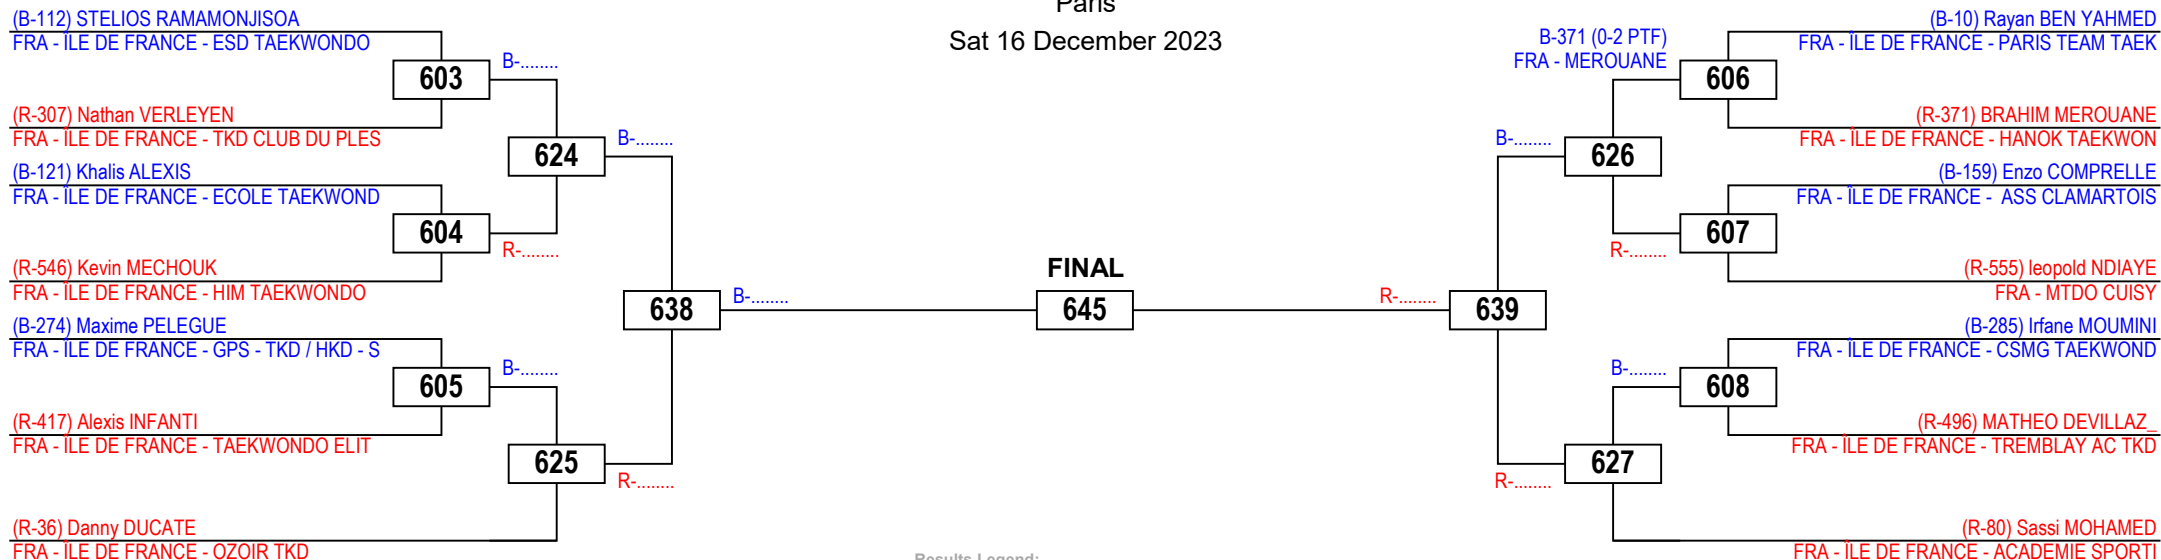 Paris
Sat 16 December 2023
(B-112) STELIOS RAMAMONJISOA
FRA - ÎLE DE FRANCE - ESD TAEKWONDO
603
B-........
(R-307) Nathan VERLEYEN
FRA - ÎLE DE FRANCE - TKD CLUB DU PLES
624
B-........
(B-121) Khalis ALEXIS
FRA - ÎLE DE FRANCE - ECOLE TAEKWOND
604
R-........
(R-546) Kevin MECHOUK
FRA - ÎLE DE FRANCE - HIM TAEKWONDO
638
B-........
(B-274) Maxime PELEGUE
FRA - ÎLE DE FRANCE - GPS - TKD / HKD - S
605
B-........
(R-417) Alexis INFANTI
FRA - ÎLE DE FRANCE - TAEKWONDO ELIT
625
R-........
(R-36) Danny DUCATE
FRA - ÎLE DE FRANCE - OZOIR TKD
FINAL
645
(B-10) Rayan BEN YAHMED
FRA - ÎLE DE FRANCE - PARIS TEAM TAEK
B-371 (0-2 PTF)
FRA - MEROUANE
606
(R-371) BRAHIM MEROUANE
FRA - ÎLE DE FRANCE - HANOK TAEKWON
B-........
626
(B-159) Enzo COMPRELLE
FRA - ÎLE DE FRANCE - ASS CLAMARTOIS
607
R-........
(R-555) leopold NDIAYE
FRA - MTDO CUISY
R-........
639
(B-285) Irfane MOUMINI
FRA - ÎLE DE FRANCE - CSMG TAEKWOND
B-........
608
(R-496) MATHEO DEVILLAZ_
FRA - ÎLE DE FRANCE - TREMBLAY AC TKD
627
R-........
(R-80) Sassi MOHAMED
FRA - ÎLE DE FRANCE - ACADEMIE SPORTI
Results Legend: